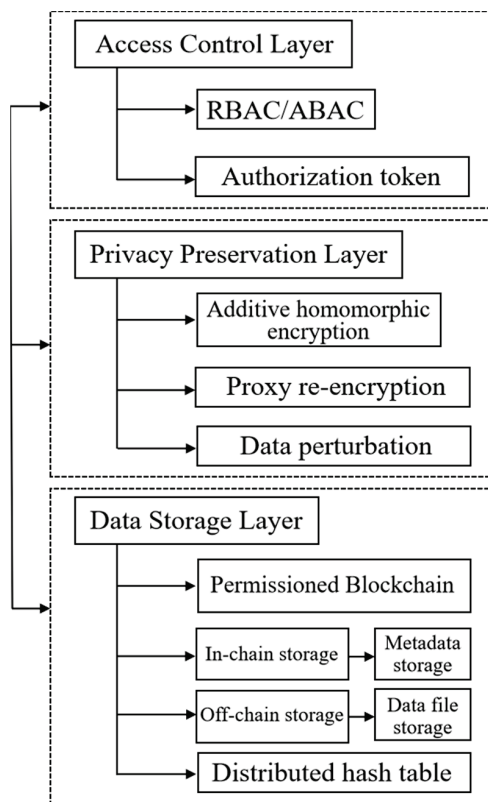 Access Control Layer
RBAC/ABAC
Authorization token
Privacy Preservation Layer
Additive homomorphic
encryption
Proxy re-encryption
Data perturbation
Data Storage Layer
Permissioned Blockchain
In-chain storage
Metadata
storage
Off-chain storage
Data file
storage
Distributed hash table